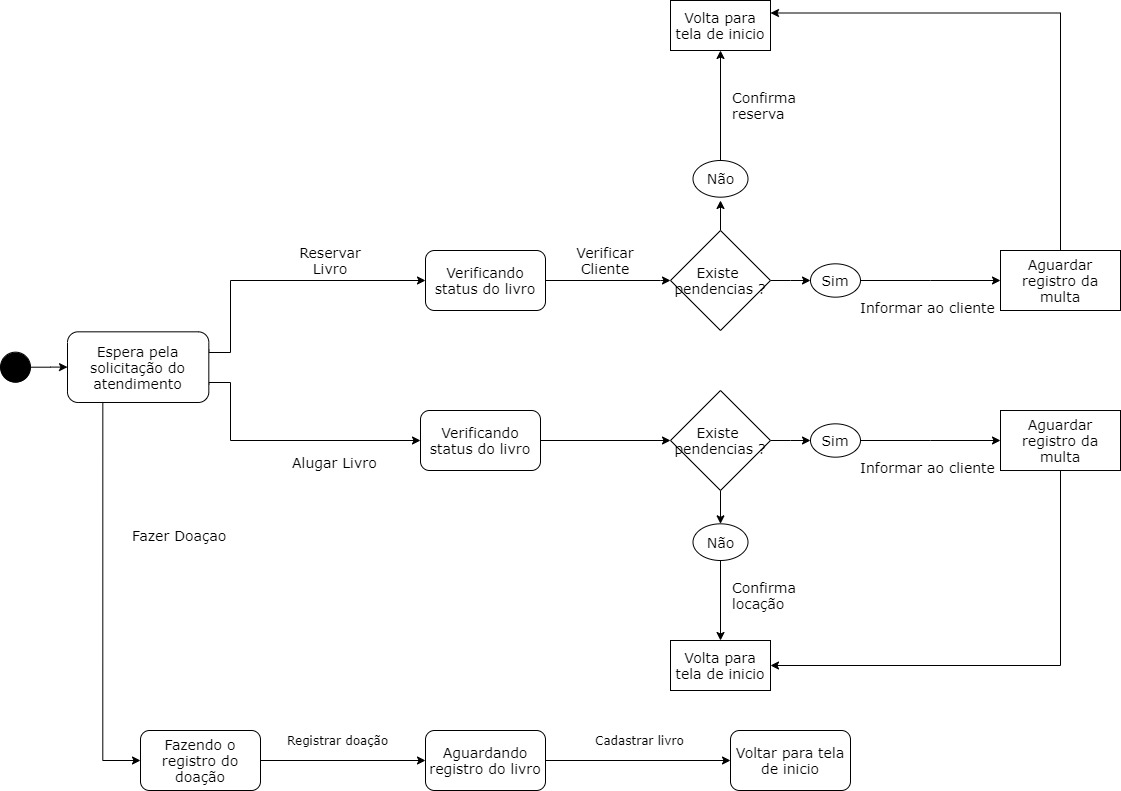 Volta para
tela de inicio
Confirma
reserva
Não
Reservar
Livro
Verificando
status do livro
Verificar
Cliente
Existe
pendencias ?
Sim
Informar ao cliente
Aguardar
registro da
multa
Espera pela
solicitação do
atendimento
Alugar Livro
Verificando
status do livro
Existe
pendencias ?
Sim
Informar ao cliente
Aguardar
registro da
multa
Não
Confirma
locação
Volta para
tela de inicio
Fazer Doaçao
Fazendo o
registro do
doação
Registrar doação
Aguardando
registro do livro
Cadastrar livro
Voltar para tela
de inicio